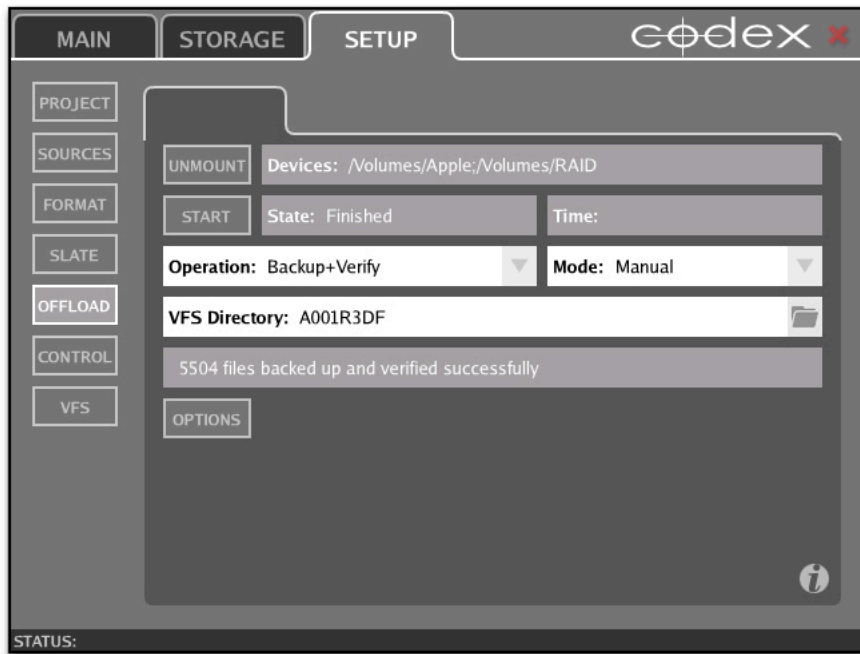 MAIN STORAGE SETUP codex
PROJECT
SOURCES
FORMAT
SLATE
OFFLOAD
CONTROL
VFS
UNMOUNT Devices: /Volumes/Apple;/Volumes/RAID
START State: Finished Time:
Operation: Backup+Verify Mode: Manual
VFS Directory: A001R3DF
5504 files backed up and verified successfully
OPTIONS
i
STATUS: